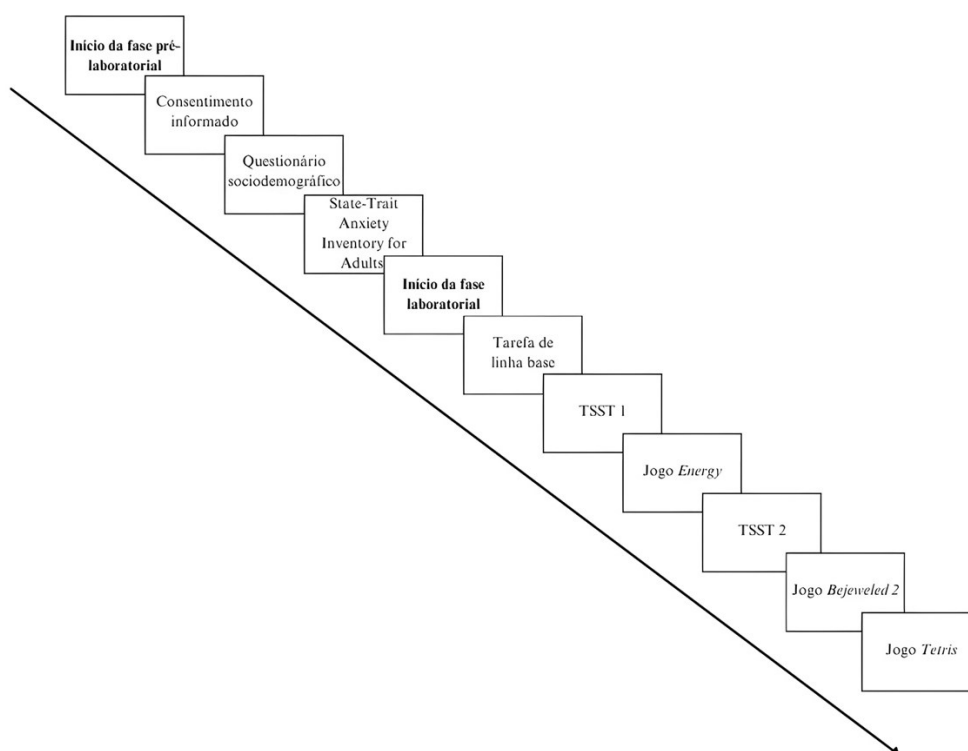 Início da fase pré-
laboratorial
Consentimento
informado
Questionário
sociodemográfico
State-Trait
Anxiety
Inventory for
Adults
Início da fase
laboratorial
Tarefa de
linha base
TSST 1
Jogo Energy
TSST 2
Jogo Bejeweled 2
Jogo Tetris